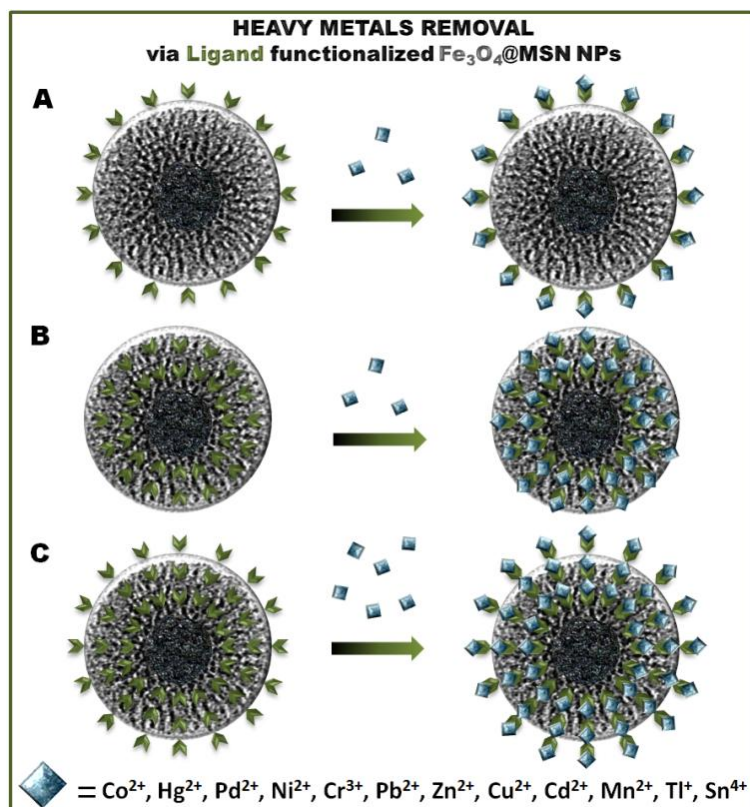 HEAVY METALS REMOVAL
via Ligand functionalized Fe₃O₄@MSN NPs
A
B
C
= Co²⁺, Hg²⁺, Pd²⁺, Ni²⁺, Cr³⁺, Pb²⁺, Zn²⁺, Cu²⁺, Cd²⁺, Mn²⁺, Tl⁺, Sn⁴⁺